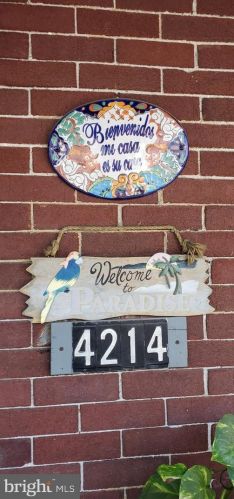 Bienvenidos
mi casa
es su casa
Welcome
to
PARADISE
4214
bright MLS